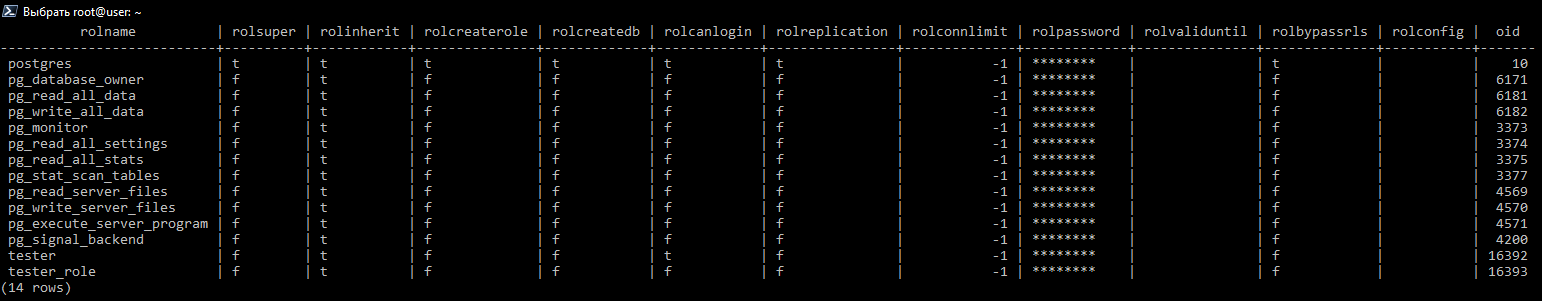 Выбрать root@user: ~
rolname | rolsuper | rolinherit | rolcreaterole | rolcreatedb | rolcanlogin | rolreplication | rolconnlimit | rolpassword | rolvaliduntil | rolbypassrls | rolconfig | oid
---------------------------+----------+------------+---------------+-------------+-------------+----------------+--------------+-------------+---------------+--------------+-----------+-------
postgres | t | t | t | t | t | t | -1 | ******** | | t | | 10
pg_database_owner | f | t | f | f | f | f | -1 | ******** | | f | | 6171
pg_read_all_data | f | t | f | f | f | f | -1 | ******** | | f | | 6181
pg_write_all_data | f | t | f | f | f | f | -1 | ******** | | f | | 6182
pg_monitor | f | t | f | f | f | f | -1 | ******** | | f | | 3373
pg_read_all_settings | f | t | f | f | f | f | -1 | ******** | | f | | 3374
pg_read_all_stats | f | t | f | f | f | f | -1 | ******** | | f | | 3375
pg_stat_scan_tables | f | t | f | f | f | f | -1 | ******** | | f | | 3377
pg_read_server_files | f | t | f | f | f | f | -1 | ******** | | f | | 4569
pg_write_server_files | f | t | f | f | f | f | -1 | ******** | | f | | 4570
pg_execute_server_program | f | t | f | f | f | f | -1 | ******** | | f | | 4571
pg_signal_backend | f | t | f | f | f | f | -1 | ******** | | f | | 4200
tester | f | t | f | f | t | f | -1 | ******** | | f | | 16392
tester_role | f | t | f | f | f | f | -1 | ******** | | f | | 16393
(14 rows)